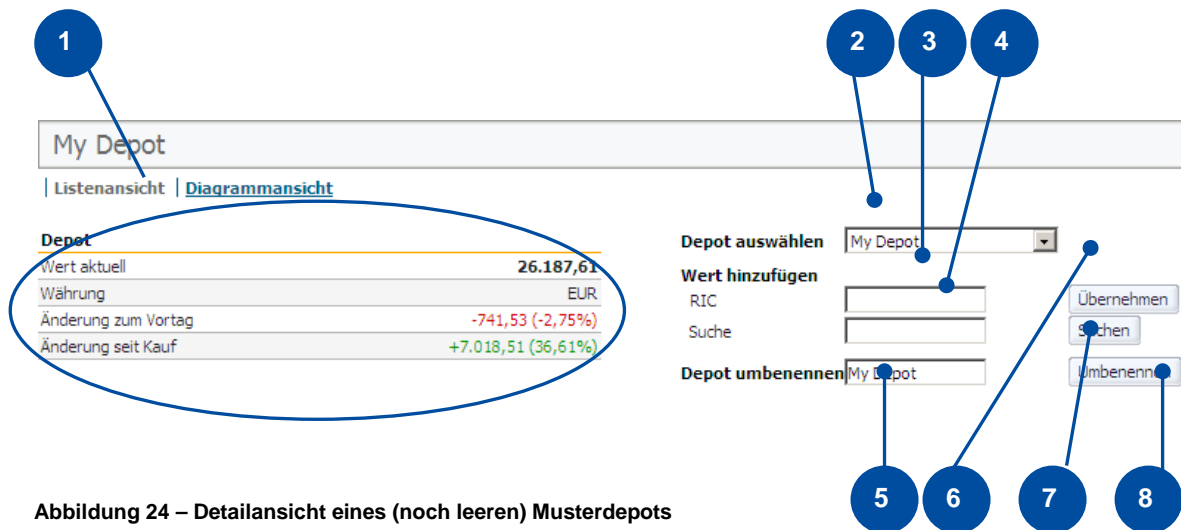 1 2 3 4
My Depot
Listenansicht Diagrammansicht
Depot
Wert aktuell 26.187,61
Währung EUR
Änderung zum Vortag -741,53 (-2,75%)
Änderung seit Kauf +7.018,51 (36,61%)
Depot auswählen My Depot
Wert hinzufügen
RIC Übernehmen
Suche Suchen
Depot umbenennen My Depot Umbenennen
5 6 7 8
Abbildung 24 – Detailansicht eines (noch leeren) Musterdepots